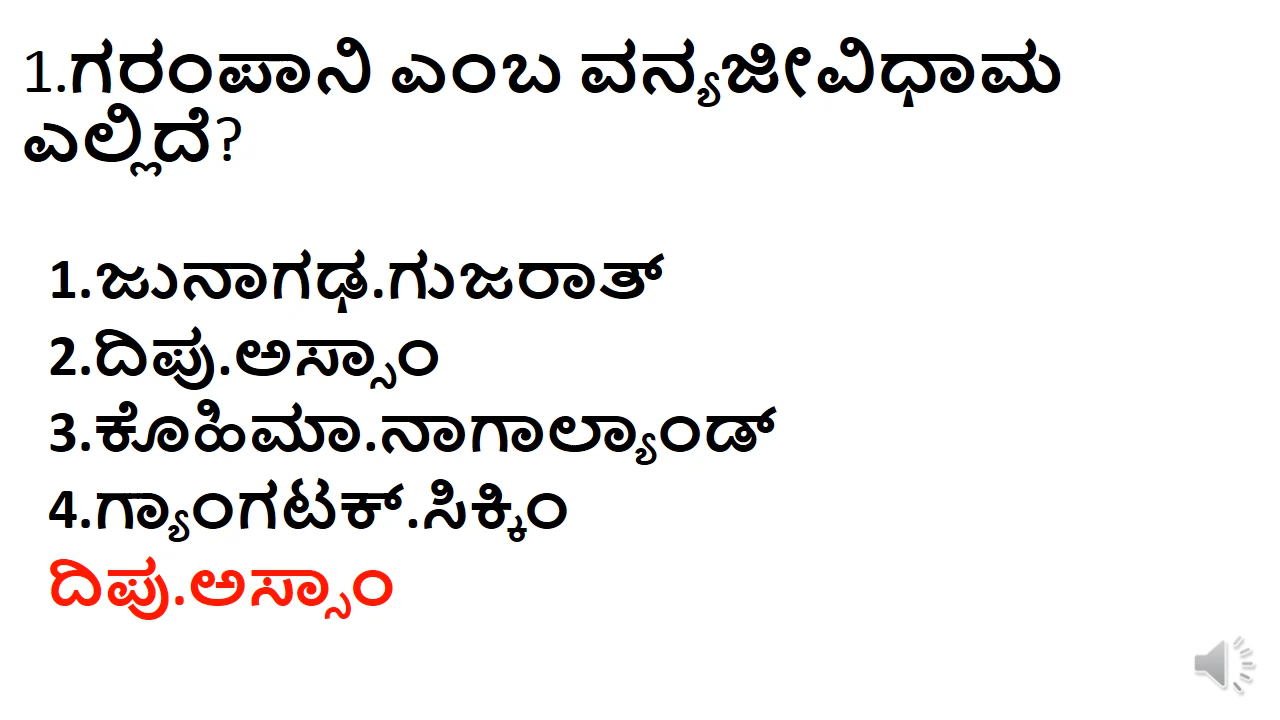 1.ಗರಂಪಾನಿ ಎಂಬ ವನ್ಯಜೀವಿಧಾಮ
ಎಲ್ಲಿದೆ?
1.ಜುನಾಗಢ.ಗುಜರಾತ್
2.ದಿಪು.ಅಸ್ಸಾಂ
3.ಕೊಹಿಮಾ.ನಾಗಾಲ್ಯಾಂಡ್
4.ಗ್ಯಾಂಗಟಕ್.ಸಿಕ್ಕಿಂ
ದಿಪು.ಅಸ್ಸಾಂ